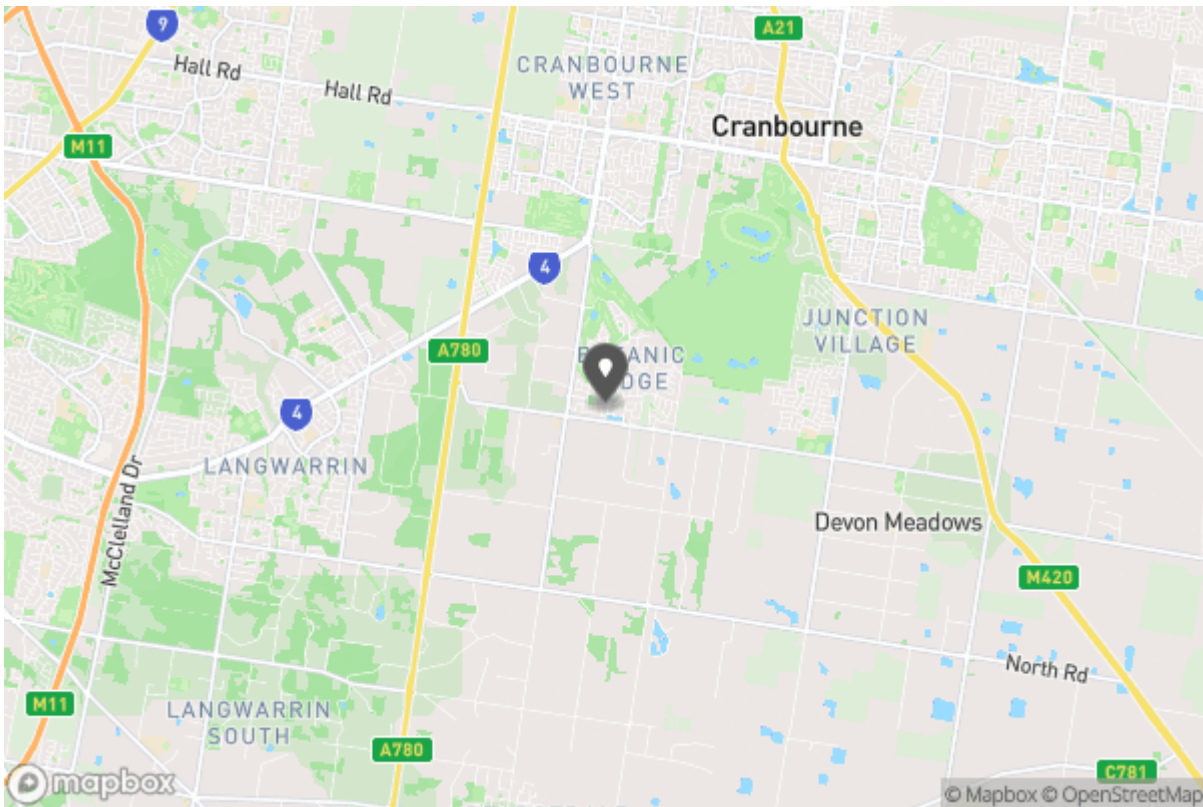 9
A21
Hall Rd
CRANBOURNE
WEST
Hall Rd
Cranbourne
M11
4
JUNCTION
VILLAGE
A780
4
LANGWARRIN
McClelland Dr
Devon Meadows
M420
North Rd
M11
LANGWARRIN
SOUTH
A780
C781
mapbox
© Mapbox © OpenStreetMap